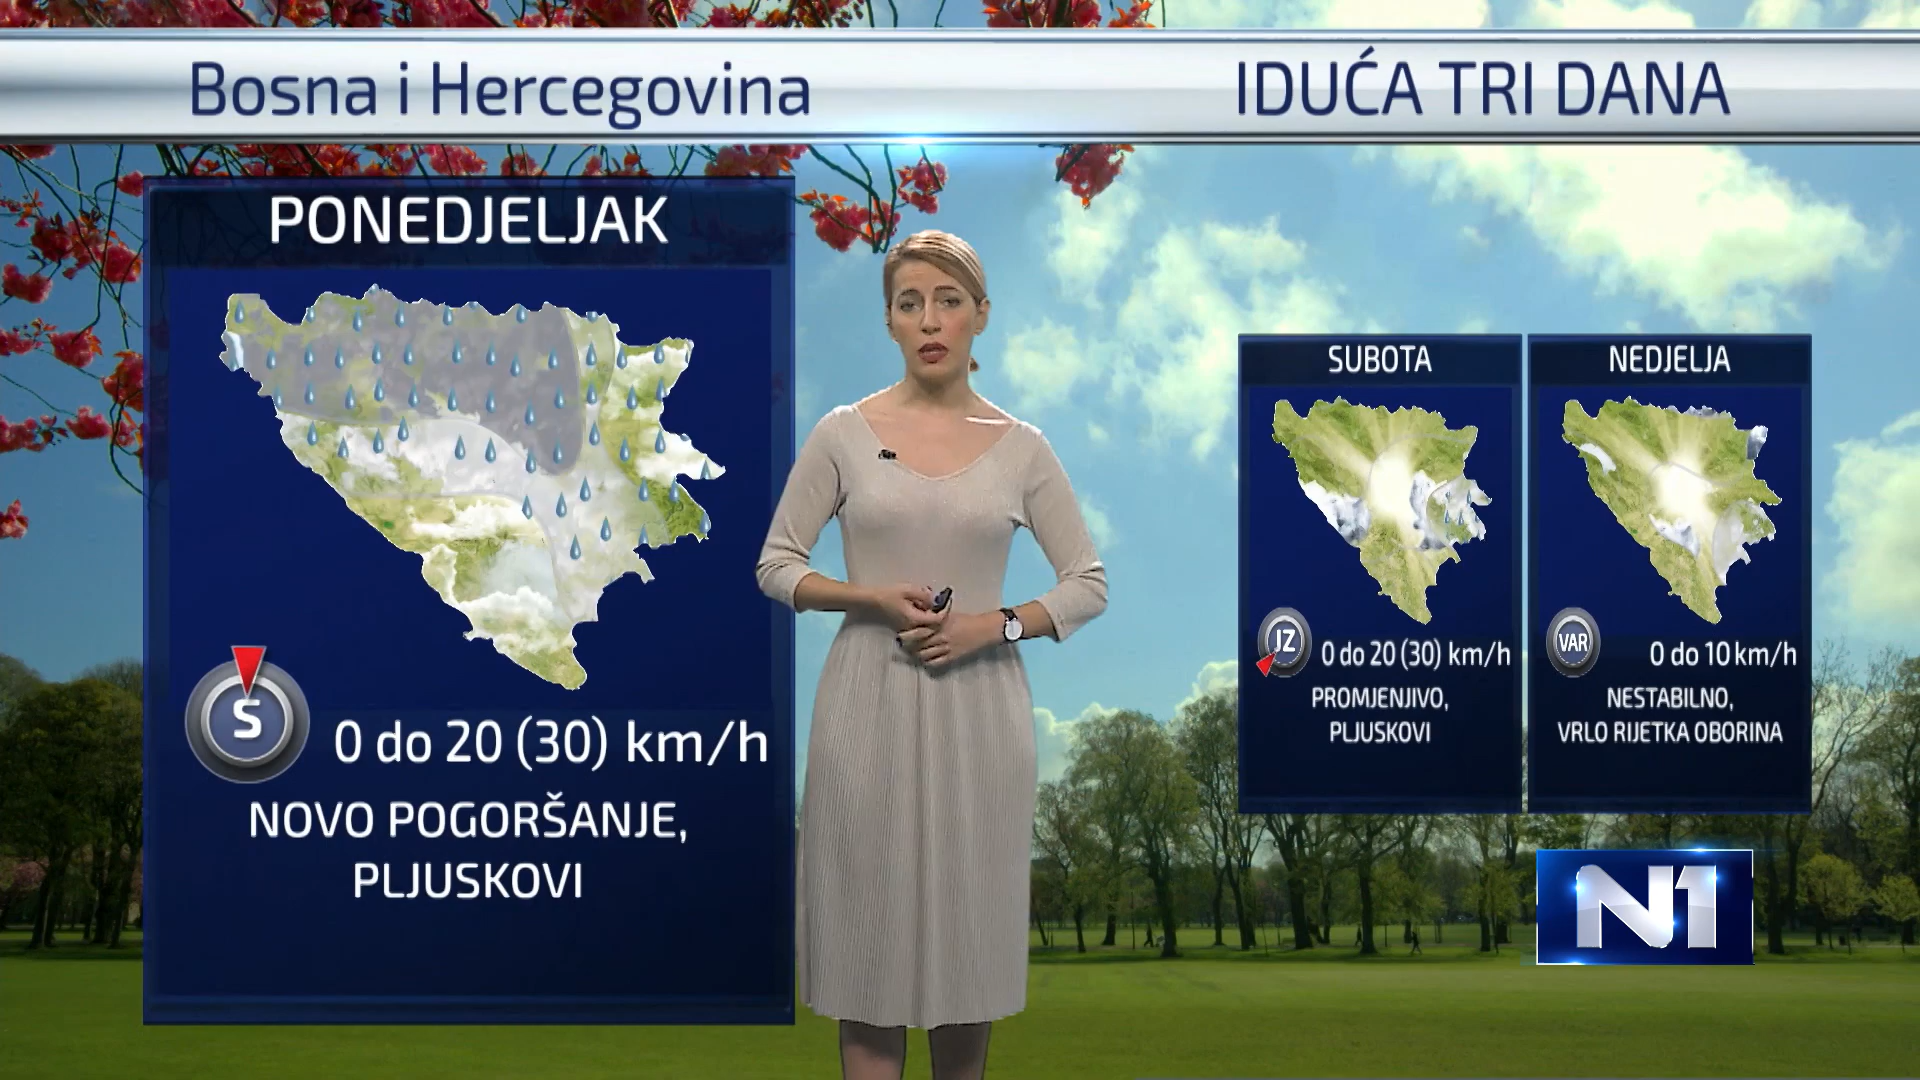 Bosna i Hercegovina
IDUĆA TRI DANA
PONEDJELJAK
S
0 do 20 (30) km/h
NOVO POGORŠANJE,
PLJUSKOVI
SUBOTA
JZ
0 do 20 (30) km/h
PROMJENJIVO,
PLJUSKOVI
NEDJELJA
VAR
0 do 10 km/h
NESTABILNO,
VRLO RIJETKA OBORINA
N1